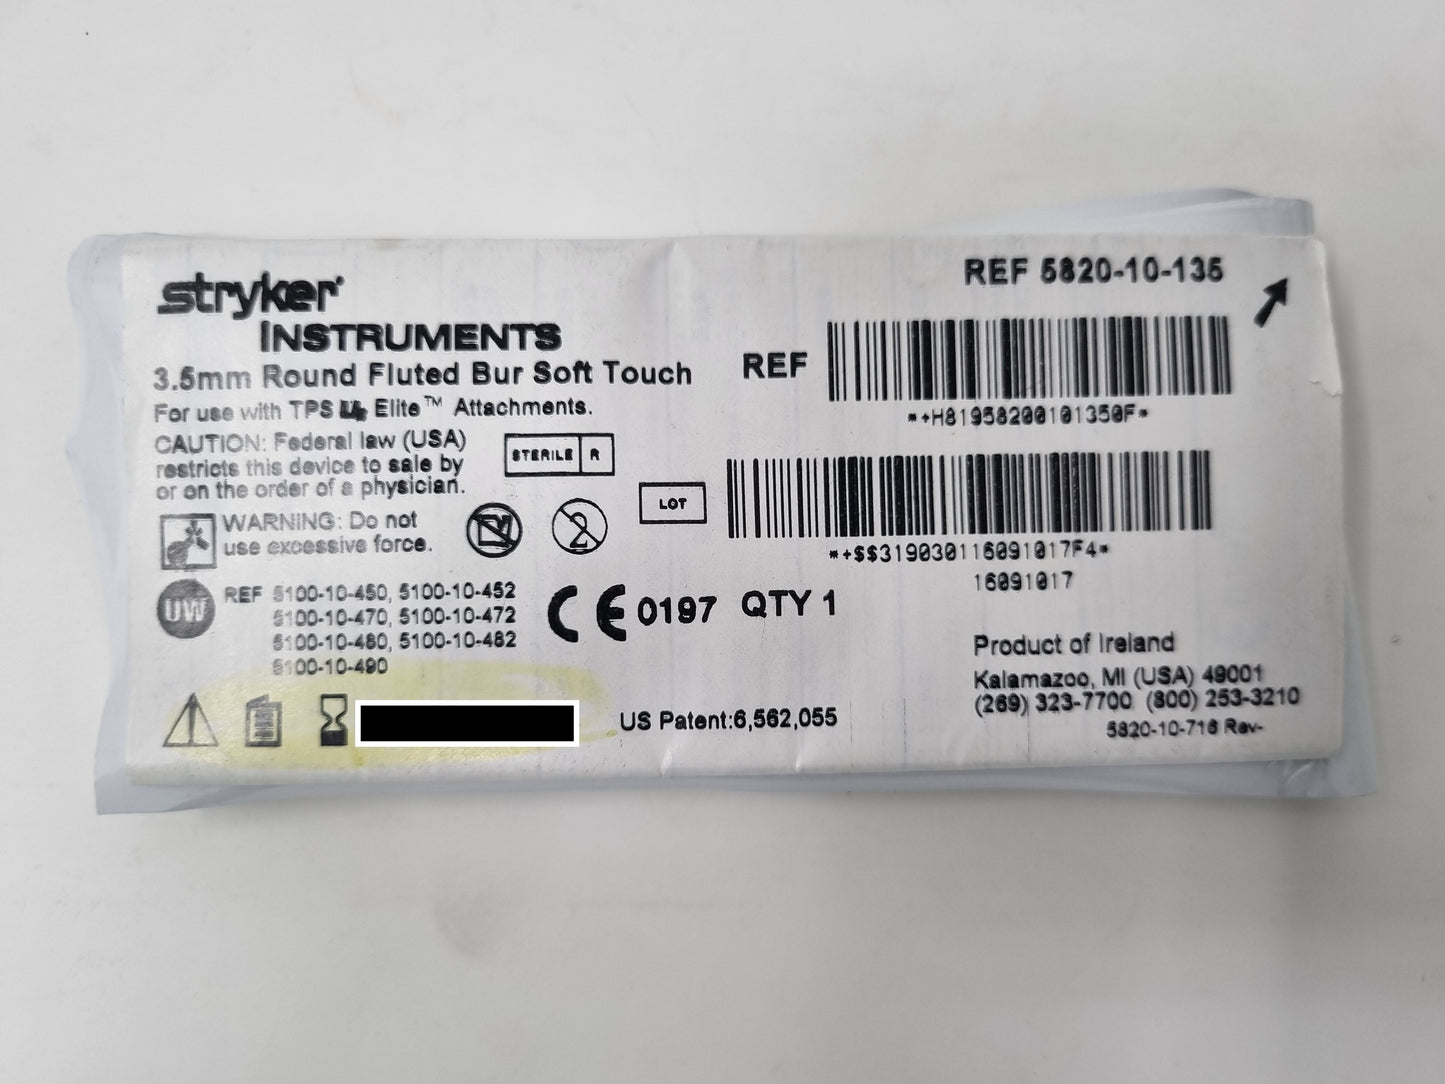 stryker
INSTRUMENTS
3.5mm Round Fluted Bur Soft Touch
For use with TPS Elite™ Attachments.
CAUTION: Federal law (USA)
restricts this device to sale by
or on the order of a physician.
STERILE R
WARNING: Do not
use excessive force.
2
UW
REF 5100-10-450, 5100-10-452
5100-10-470, 5100-10-472
5100-10-480, 5100-10-482
5100-10-490
CE 0197 QTY 1
US Patent:6,562,055
REF 5820-10-135
REF
*+H81958200101350F*
LOT
*+$$319030116091017F4*
16091017
Product of Ireland
Kalamazoo, MI (USA) 49001
(269) 323-7700 (800) 253-3210
5820-10-716 Rev-